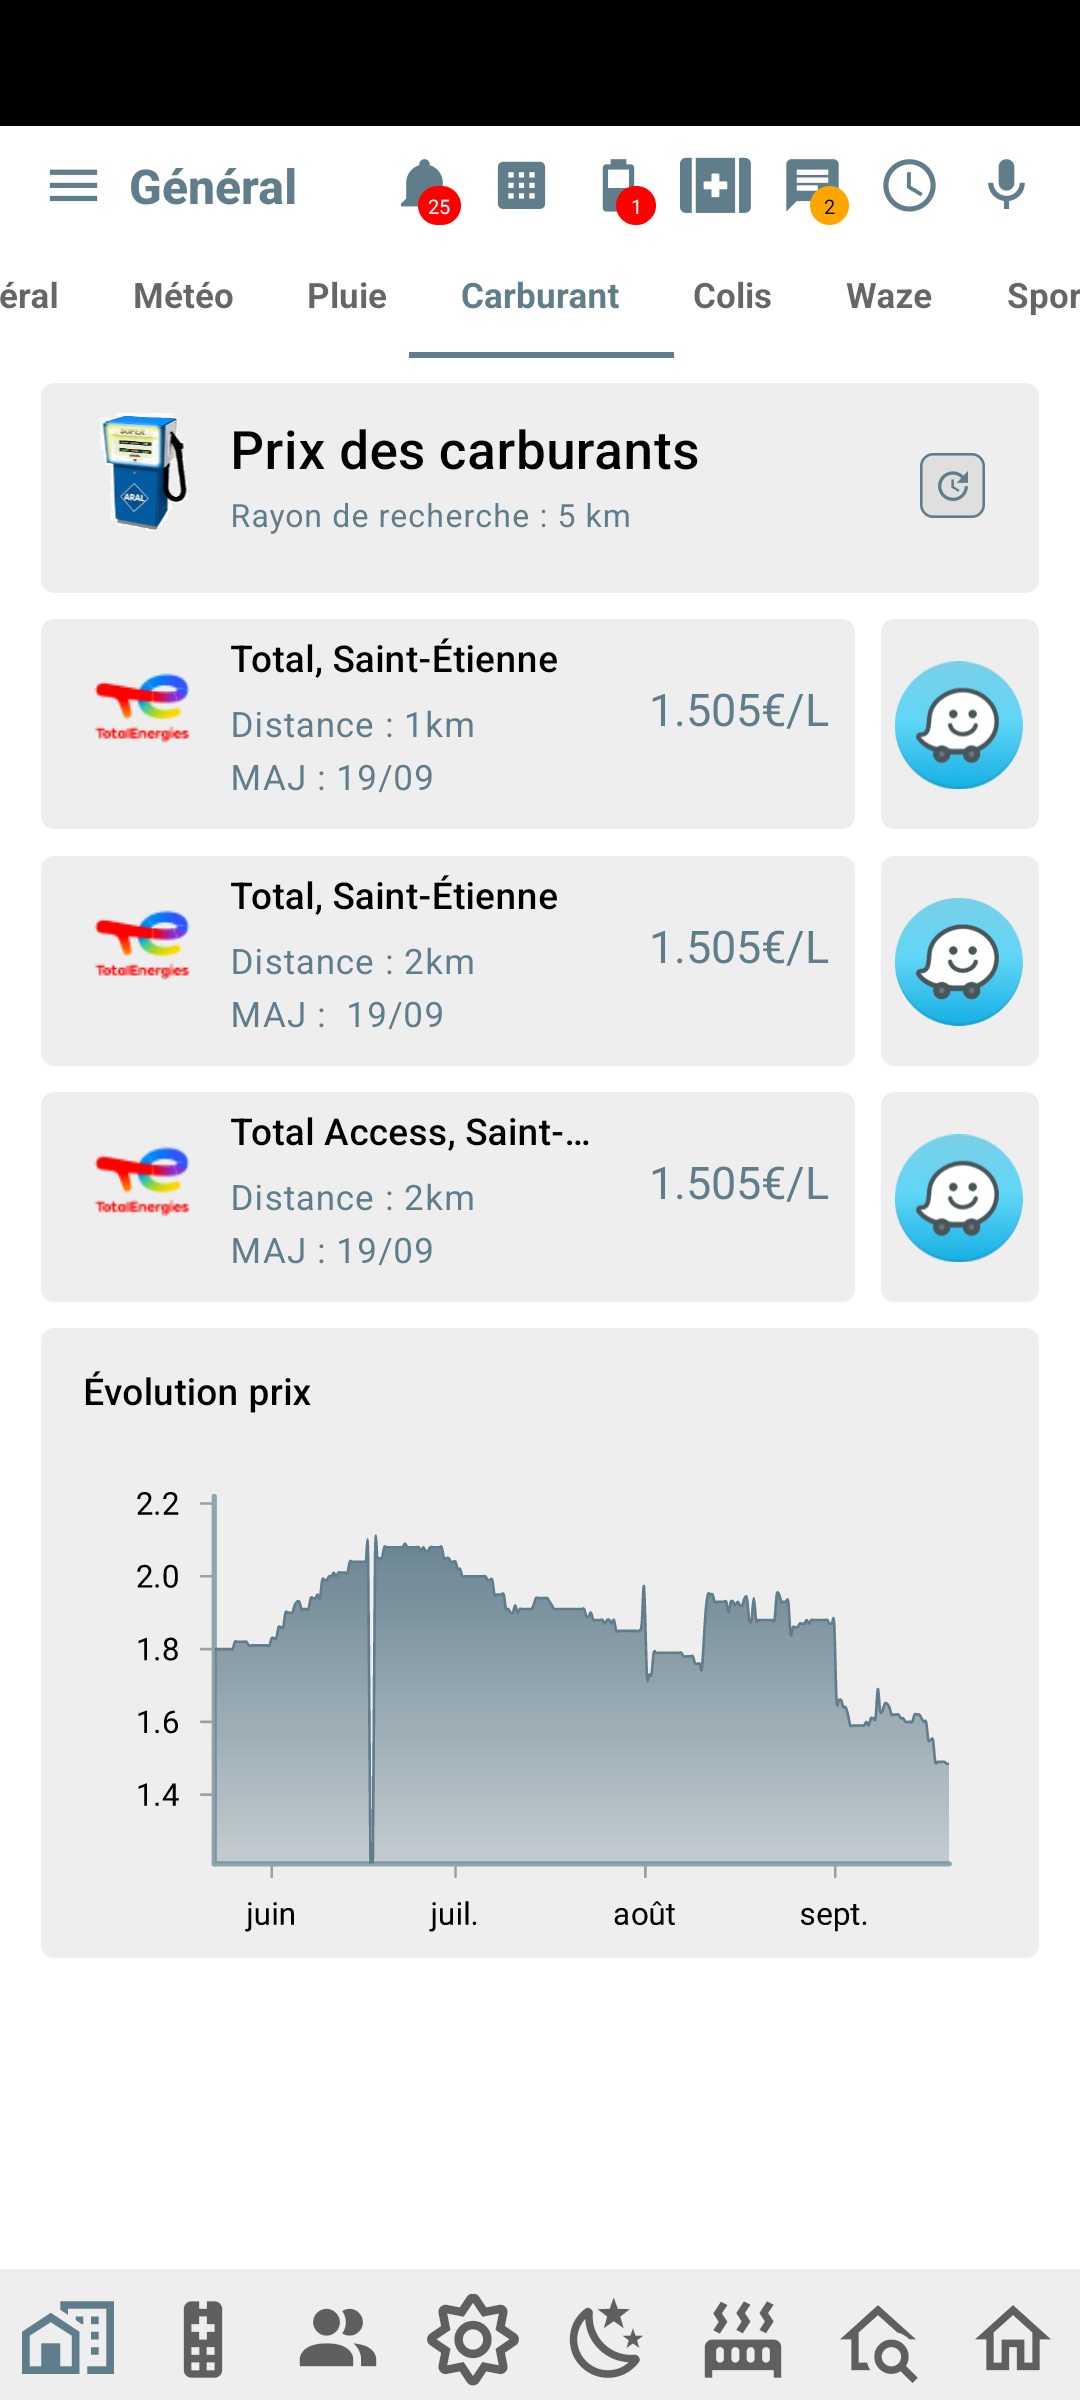 Général
25
1
2
éral
Météo
Pluie
Carburant
Colis
Waze
Spor
SUPER
ARAL
Prix des carburants
Rayon de recherche : 5 km
Total, Saint-Étienne
TotalEnergies
Distance : 1km
MAJ : 19/09
1.505€/L
Total, Saint-Étienne
TotalEnergies
Distance : 2km
MAJ :  19/09
1.505€/L
Total Access, Saint-...
TotalEnergies
Distance : 2km
MAJ : 19/09
1.505€/L
Évolution prix
2.2
2.0
1.8
1.6
1.4
juin
juil.
août
sept.